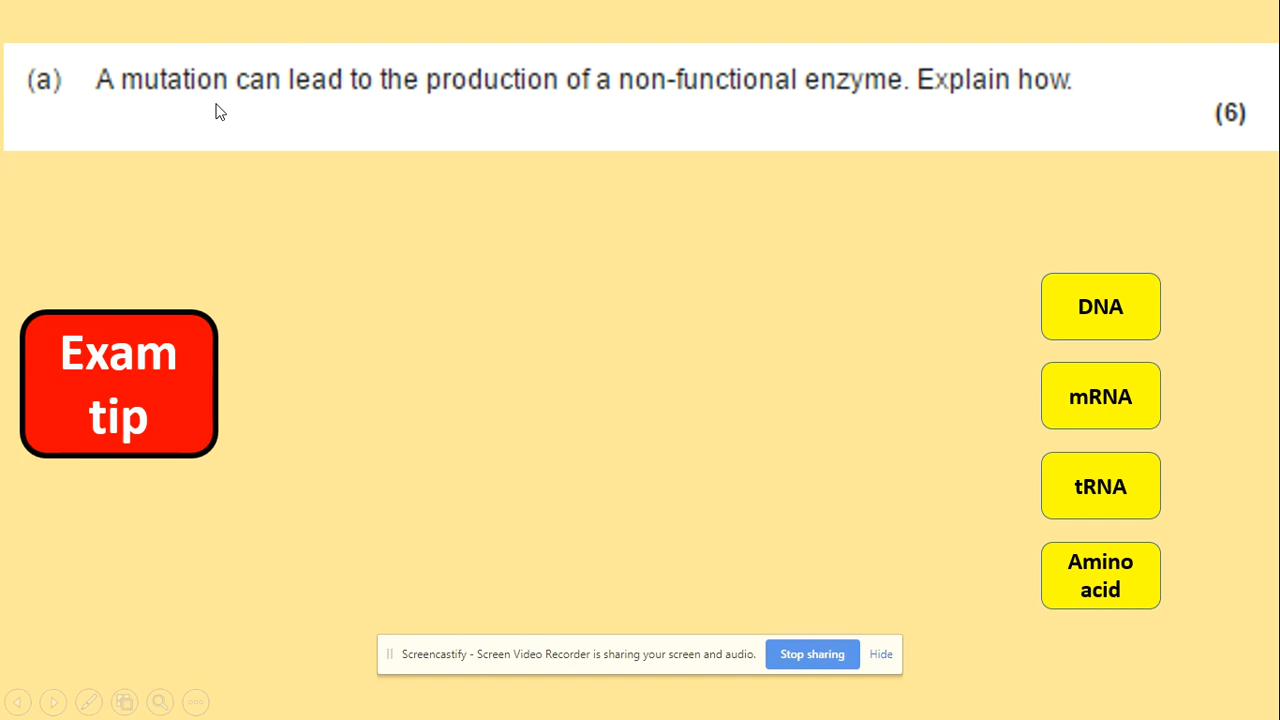 (a) A mutation can lead to the production of a non-functional enzyme. Explain how.
(6)
Exam
tip
DNA
mRNA
tRNA
Amino
acid
Screencastify - Screen Video Recorder is sharing your screen and audio.
Stop sharing
Hide